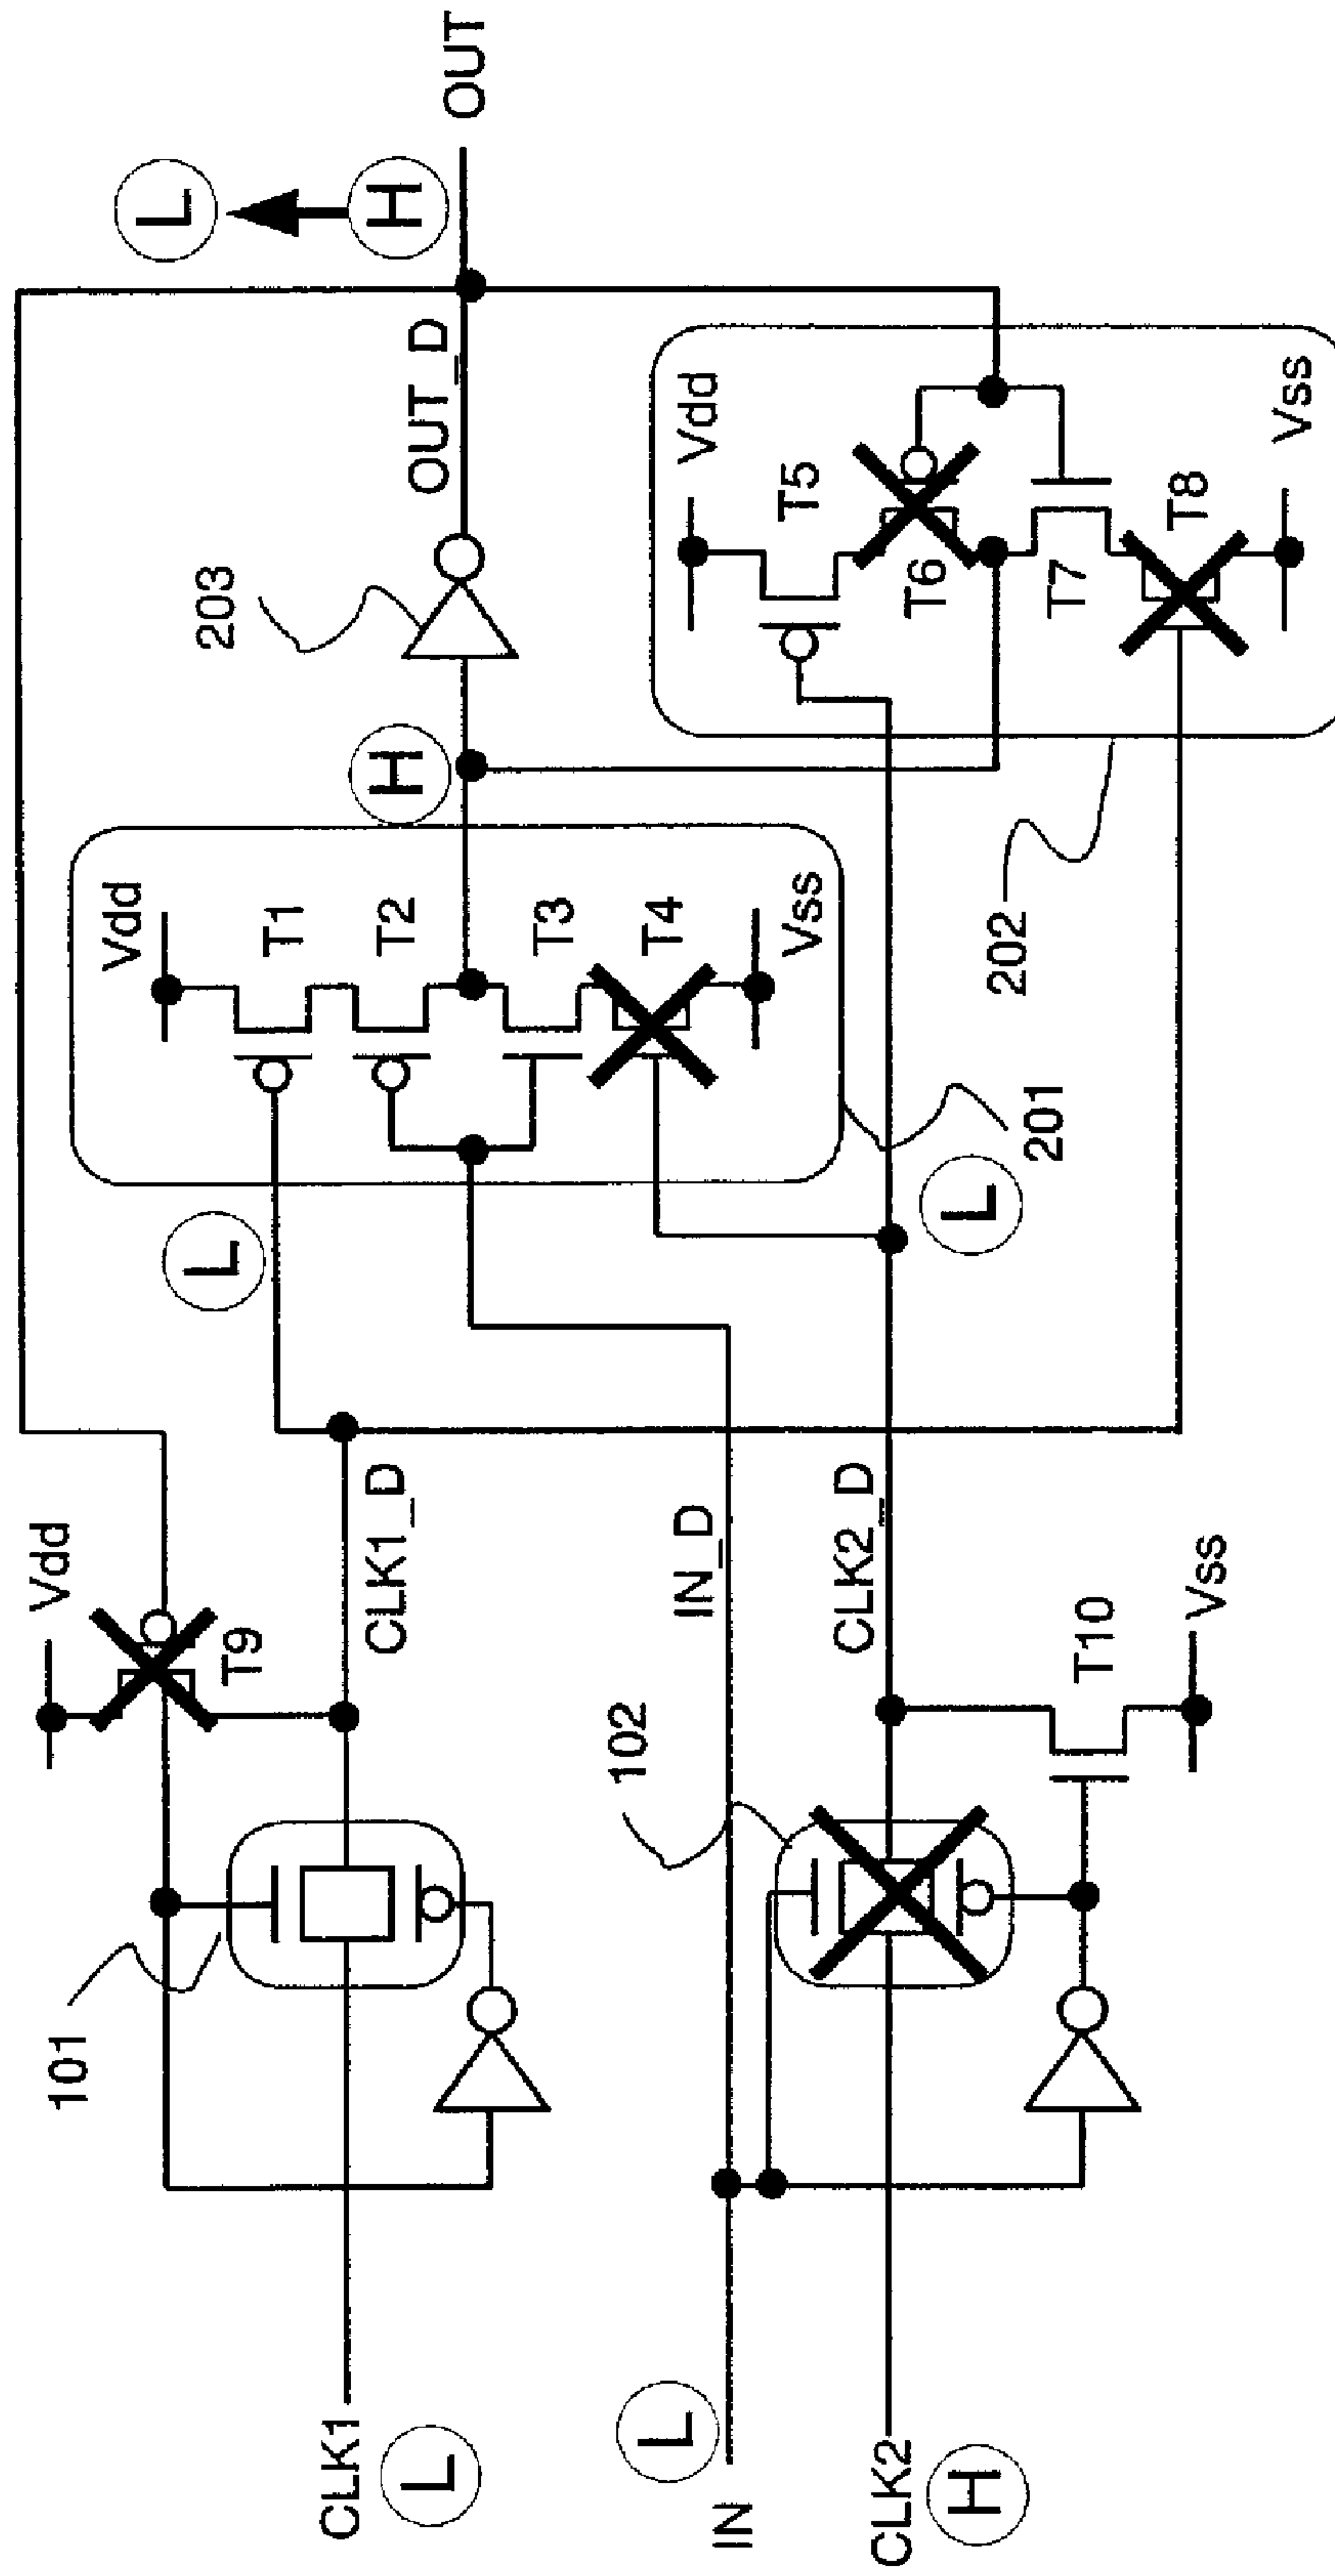 101
Vdd
T9
CLK1
L
CLK1_D
L
Vdd
T1
T2
T3
T4
Vss
201
H
203
OUT_D
L
H
OUT
L
IN
IN_D
102
CLK2
H
CLK2_D
T10
Vss
L
202
Vdd
T5
T6
T7
T8
Vss